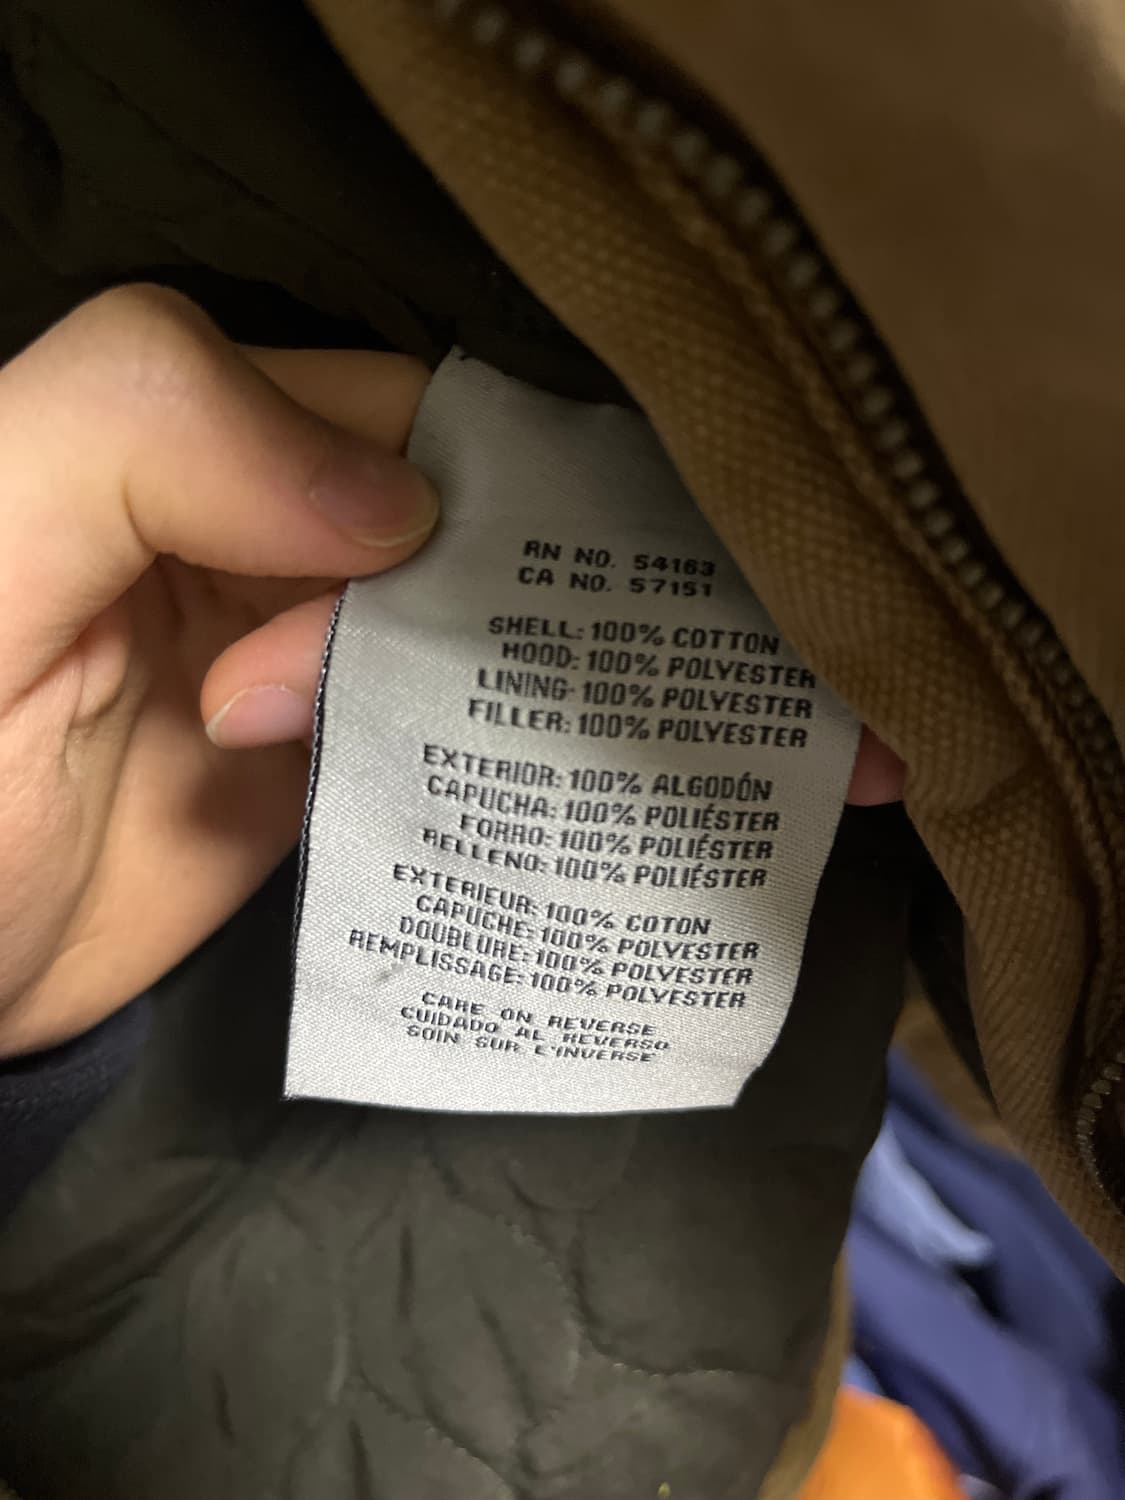 RN NO. 54163
CA NO. 57151
SHELL: 100% COTTON
HOOD: 100% POLYESTER
LINING: 100% POLYESTER
FILLER: 100% POLYESTER
EXTERIOR: 100% ALGODÓN
CAPUCHA: 100% POLIÉSTER
FORRO: 100% POLIÉSTER
RELLENO: 100% POLIÉSTER
EXTERIEUR: 100% COTON
CAPUCHE: 100% POLYESTER
DOUBLURE: 100% POLYESTER
REMPLISSAGE: 100% POLYESTER
CARE ON REVERSE
CUIDADO AL REVERSO
SOIN SUR L'INVERSE